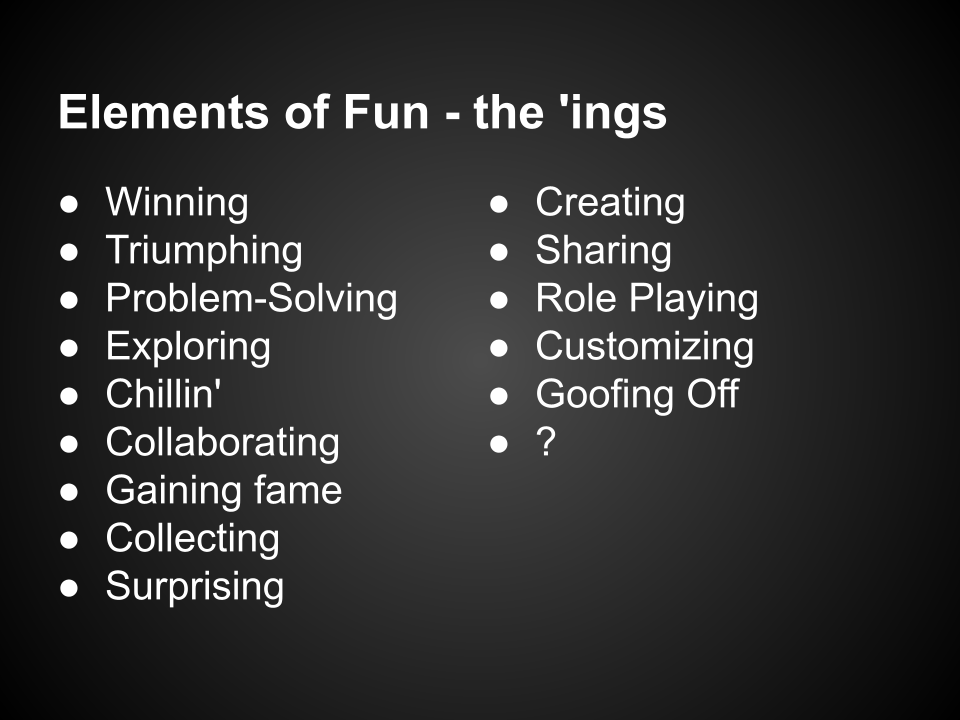 Elements of Fun - the 'ings
● Winning
● Triumphing
● Problem-Solving
● Exploring
● Chillin'
● Collaborating
● Gaining fame
● Collecting
● Surprising
● Creating
● Sharing
● Role Playing
● Customizing
● Goofing Off
● ?